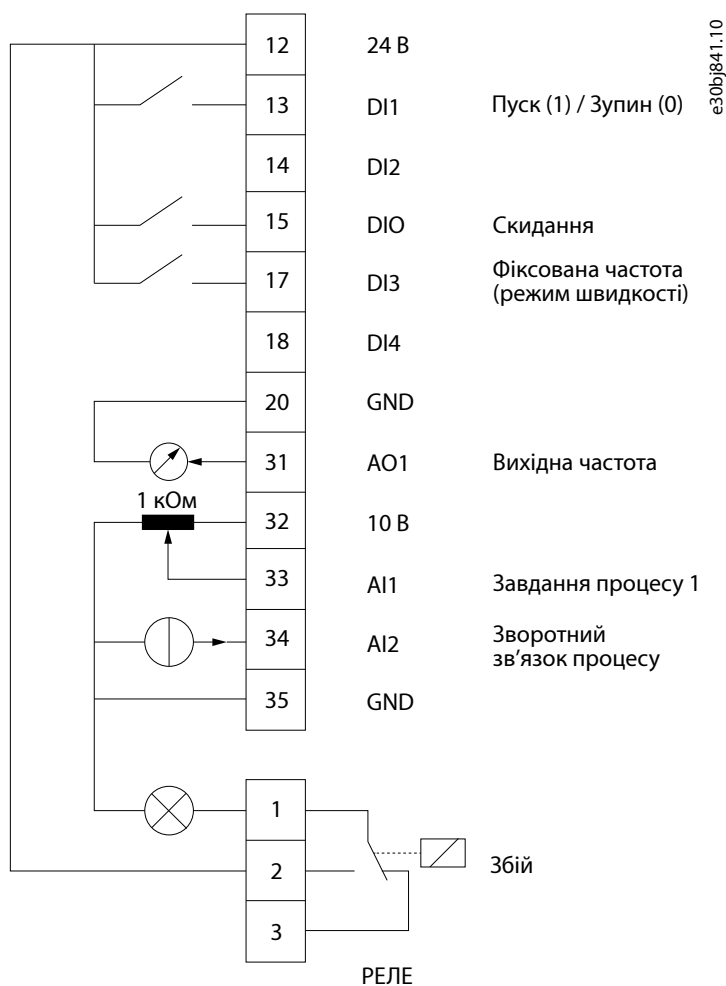 e30bj841.10
12 24 В
13 DI1 Пуск (1) / Зупин (0)
14 DI2
15 DIO Скидання
17 DI3 Фіксована частота
(режим швидкості)
18 DI4
20 GND
31 AO1 Вихідна частота
1 кОм
32 10 В
33 AI1 Завдання процесу 1
34 AI2 Зворотний
зв’язок процесу
35 GND
1
2 Збій
3
РЕЛЕ